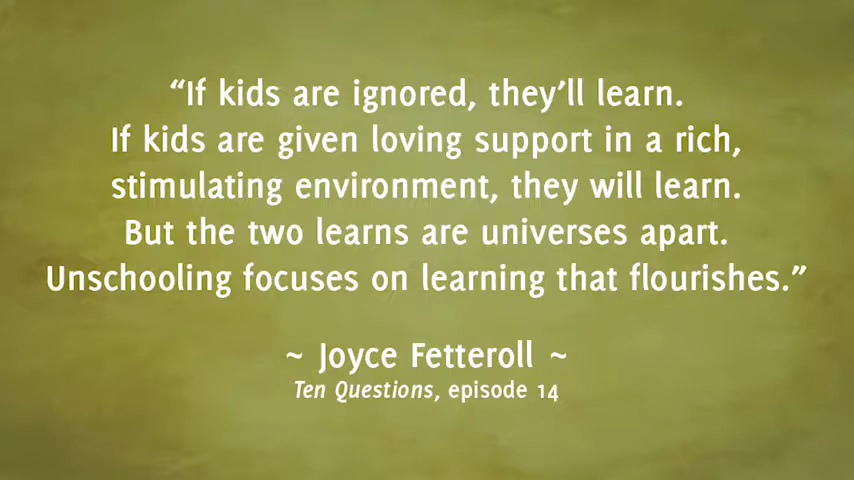 “If kids are ignored, they’ll learn.
If kids are given loving support in a rich,
stimulating environment, they will learn.
But the two learns are universes apart.
Unschooling focuses on learning that flourishes.”
~ Joyce Fetteroll ~
Ten Questions, episode 14